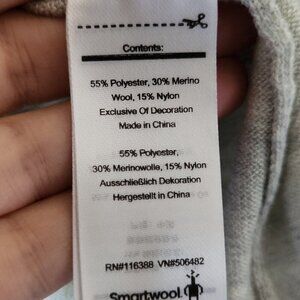 Contents:
55% Polyester, 30% Merino
Wool, 15% Nylon
Exclusive Of Decoration
Made in China
55% Polyester,
30% Merinowolle, 15% Nylon
Ausschließlich Dekoration
Hergestellt in China
RN#116388 VN#506482
Smartwool